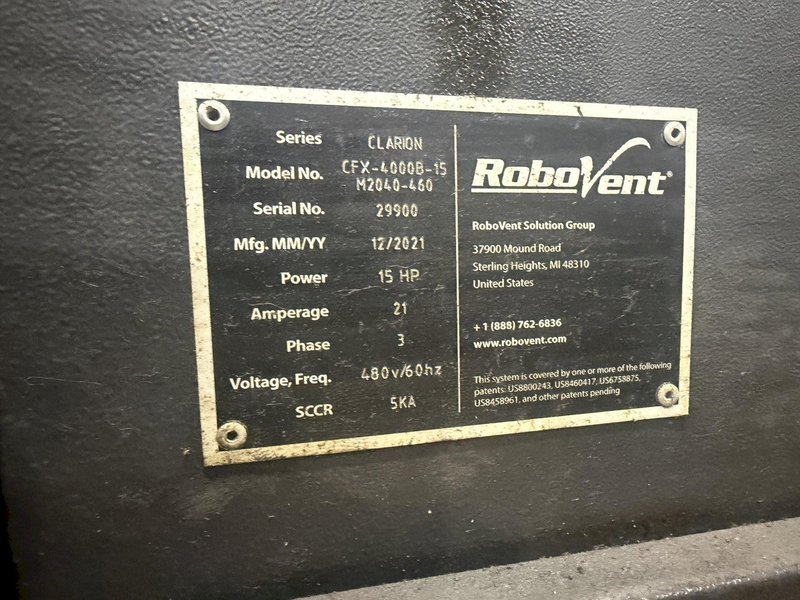 Series CLARION
Model No. CFX-4000B-15
M2040-460
Serial No. 29900
Mfg. MM/YY 12/2021
Power 15 HP
Amperage 21
Phase 3
Voltage, Freq. 480v/60hz
SCCR 5KA
RoboVent®
RoboVent Solution Group
37900 Mound Road
Sterling Heights, MI 48310
United States
+ 1 (888) 762-6836
www.robovent.com
This system is covered by one or more of the following
patents: US8800243, US8460417, US6758875,
US8458961, and other patents pending